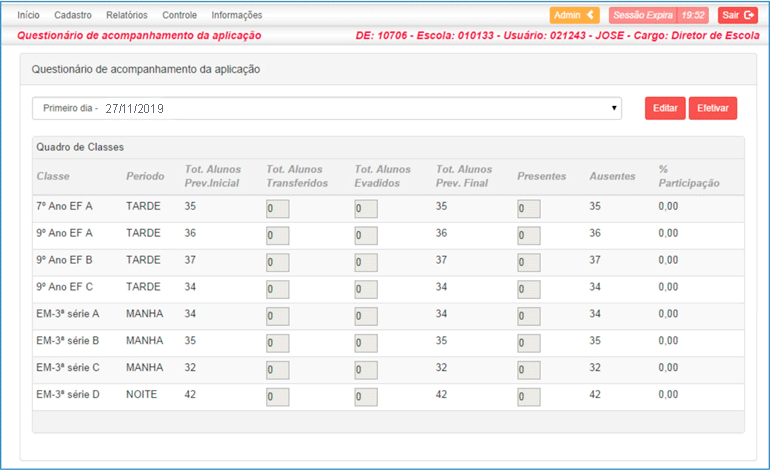 Início Cadastro Relatórios Controle Informações Admin Sessão Expira 19:52 Sair
Questionário de acompanhamento da aplicação DE: 10706 - Escola: 010133 - Usuário: 021243 - JOSE - Cargo: Diretor de Escola
Questionário de acompanhamento da aplicação
Primeiro dia - 27/11/2019 Editar Efetivar
Quadro de Classes
Classe Período Tot. Alunos Prev.Inicial Tot. Alunos Transferidos Tot. Alunos Evadidos Tot. Alunos Prev. Final Presentes Ausentes % Participação
7º Ano EF A TARDE 35 0 0 35 0 35 0,00
9º Ano EF A TARDE 36 0 0 36 0 36 0,00
9º Ano EF B TARDE 37 0 0 37 0 37 0,00
9º Ano EF C TARDE 34 0 0 34 0 34 0,00
EM-3ª série A MANHA 34 0 0 34 0 34 0,00
EM-3ª série B MANHA 35 0 0 35 0 35 0,00
EM-3ª série C MANHA 32 0 0 32 0 32 0,00
EM-3ª série D NOITE 42 0 0 42 0 42 0,00